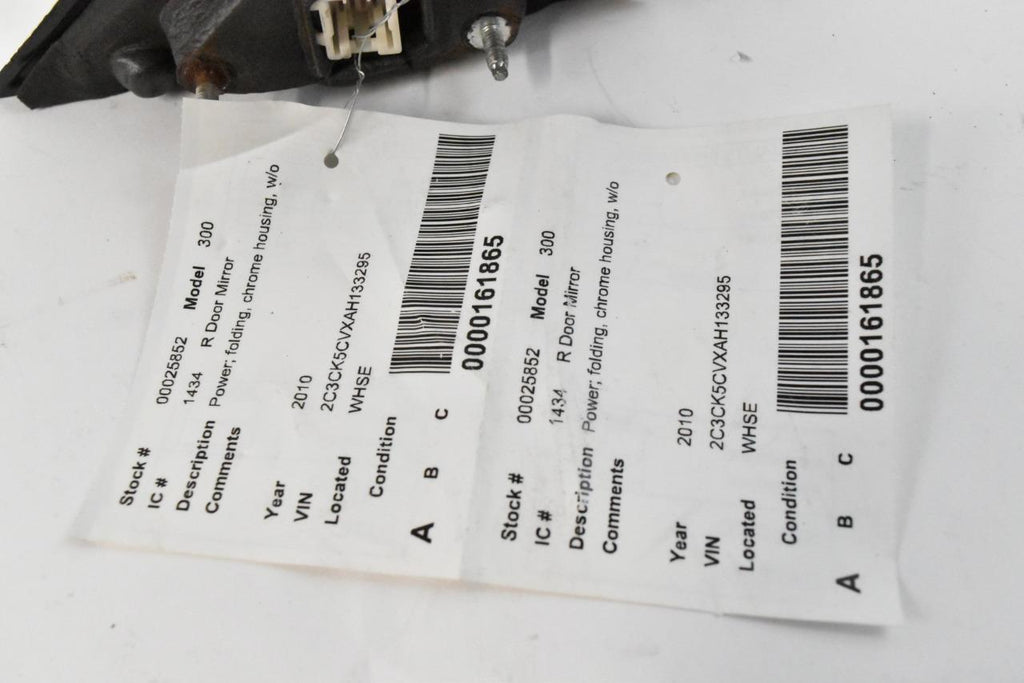 Stock # 00025852 Model 300
IC # 1434 R Door Mirror
Description Power; folding, chrome housing, w/o
Comments
Year 2010
VIN 2C3CK5CVXAH133295
Located WHSE
Condition
A B C
0000161865
Stock # 00025852 Model 300
IC # 1434 R Door Mirror
Description Power; folding, chrome housing, w/o
Comments
Year 2010
VIN 2C3CK5CVXAH133295
Located WHSE
Condition
A B C
0000161865